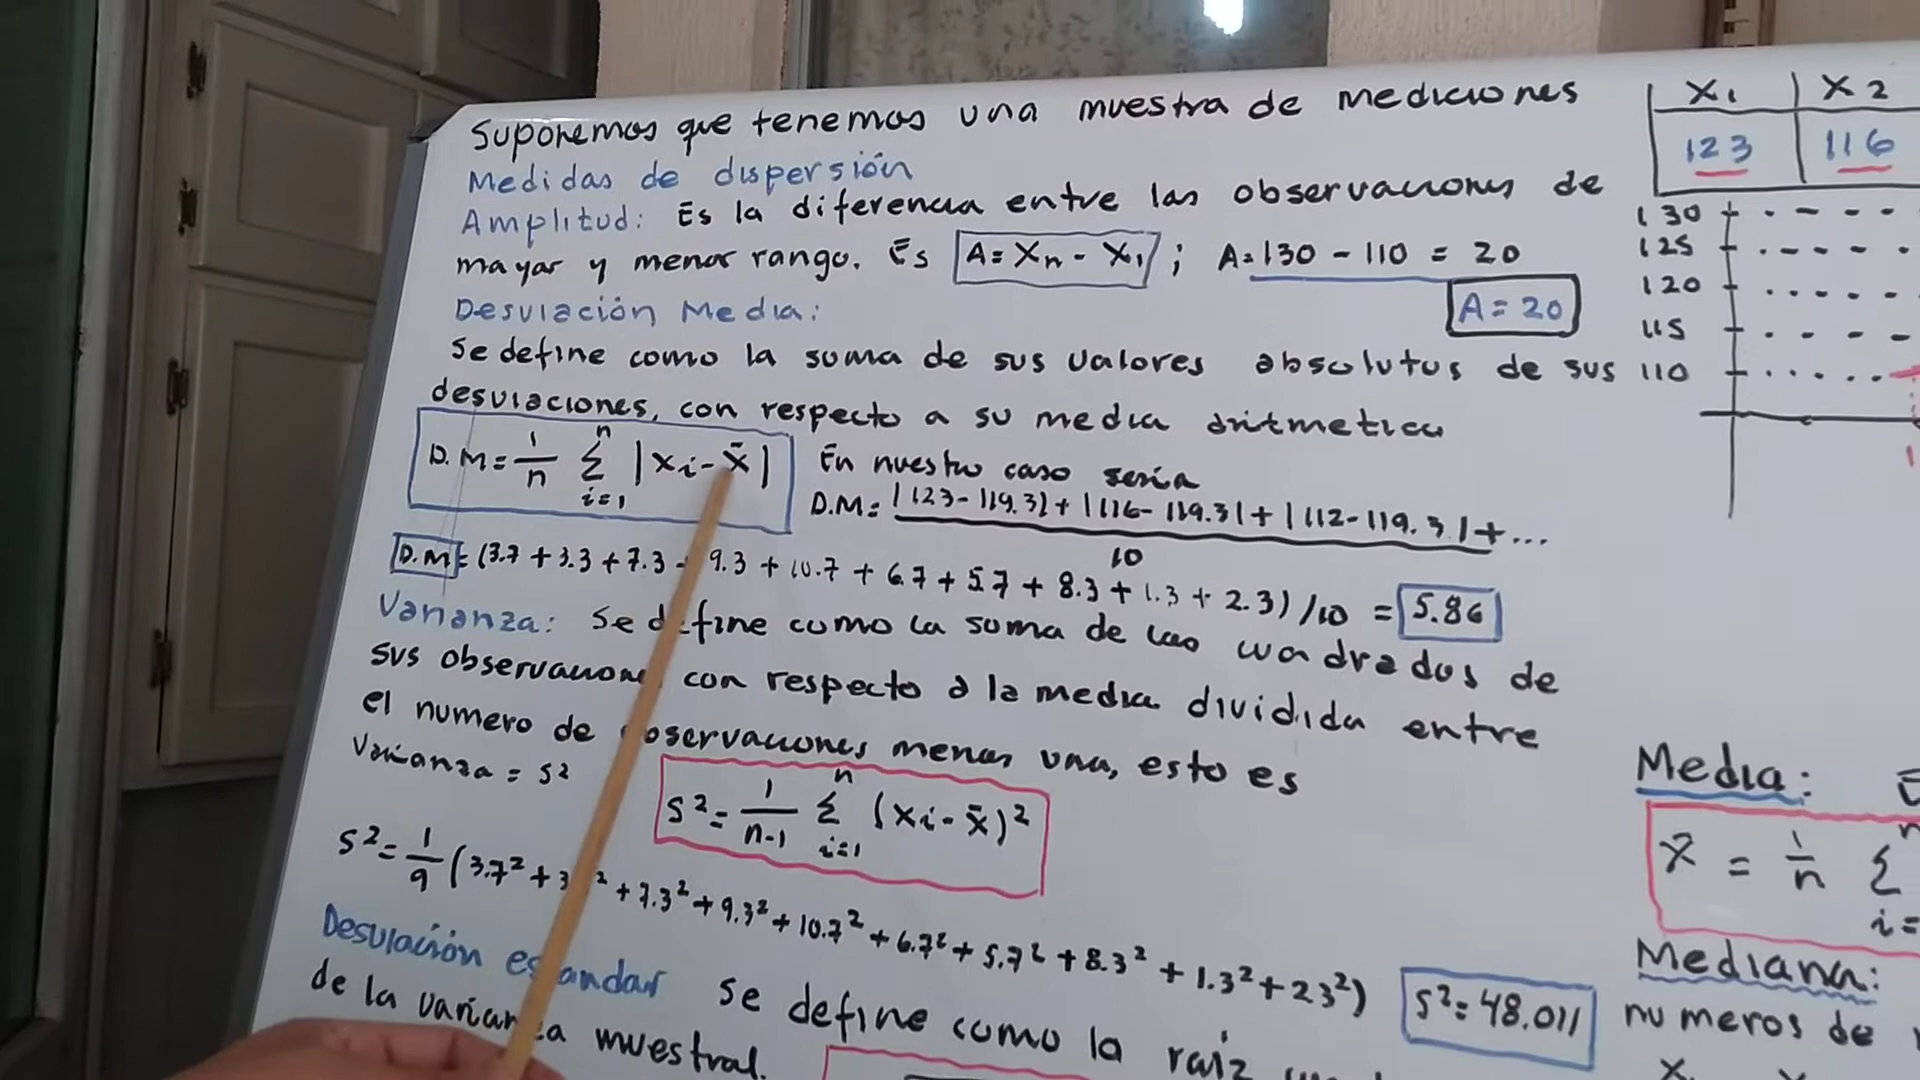 Suponemos que tenemos una muestra de mediciones
Medidas de dispersión
Amplitud: Es la diferencia entre las observaciones de
mayor y menor rango. Es A = Xn - X1 ; A = 130 - 110 = 20
A = 20
Desviación Media:
Se define como la suma de sus valores absolutos de sus
desviaciones, con respecto a su media aritmetica
D.M = 1/n Σ i=1 n |xi - x̄| En nuestro caso seria
D.M = |123 - 119.3| + |116 - 119.3| + |112 - 119.3| + ...
10
D.M = (3.7 + 3.3 + 7.3 + 9.3 + 10.7 + 6.7 + 5.7 + 8.3 + 1.3 + 2.3) / 10 = 5.86
Varianza: Se define como la suma de los cuadrados de
sus observaciones con respecto a la media dividida entre
el numero de observaciones menos una, esto es
Varianza = S²
S² = 1/n-1 Σ i=1 n (xi - x̄)²
S² = 1/9 (3.7² + 3 ² + 7.3² + 9.3² + 10.7² + 6.7² + 5.7² + 8.3² + 1.3² + 2.3²)
S² = 48.011
Desviación estandar se define como la raiz
de la varianza muestral.
X1 X2
123 116
130
125
120
115
110
Media:
x̄ = 1/n Σ i=
Mediana:
numeros de